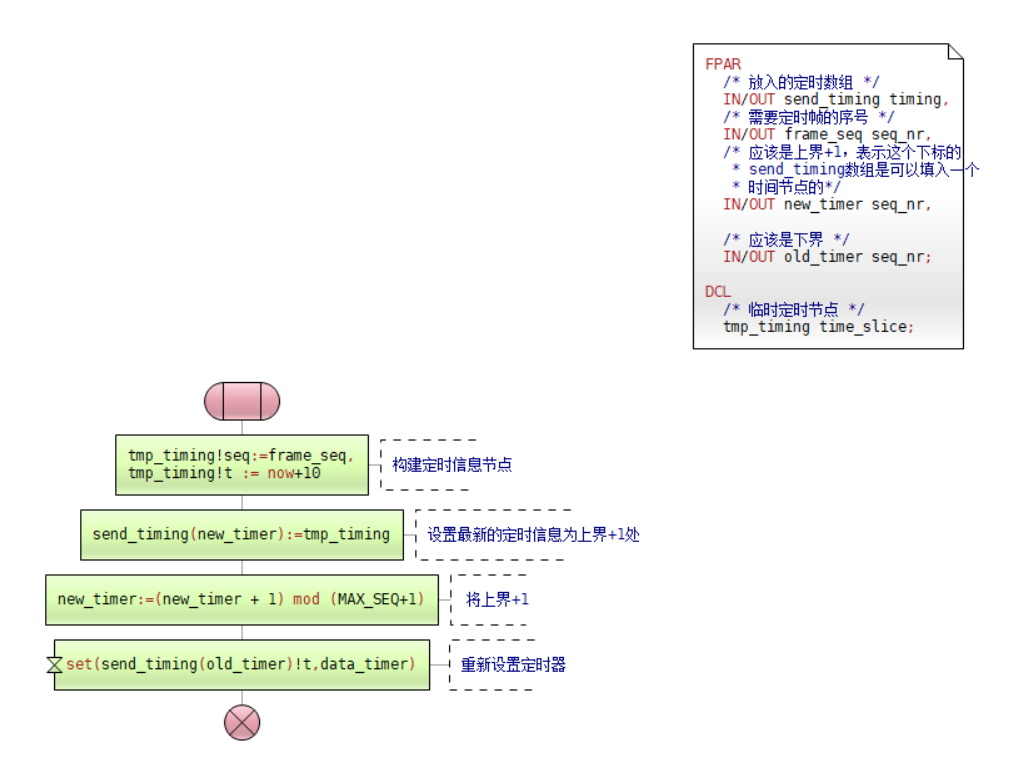 FPAR
/* 放入的定时数组 */
IN/OUT send_timing timing,
/* 需要定时帧的序号 */
IN/OUT frame_seq seq_nr,
/* 应该是上界+1，表示这个下标的
* send_timing数组是可以填入一个
* 时间节点的*/
IN/OUT new_timer seq_nr,
/* 应该是下界 */
IN/OUT old_timer seq_nr;
DCL
/* 临时定时节点 */
tmp_timing time_slice;
tmp_timing!seq:=frame_seq,
tmp_timing!t := now+10
构建定时信息节点
send_timing(new_timer):=tmp_timing
设置最新的定时信息为上界+1处
new_timer:=(new_timer + 1) mod (MAX_SEQ+1)
将上界+1
set(send_timing(old_timer)!t,data_timer)
重新设置定时器